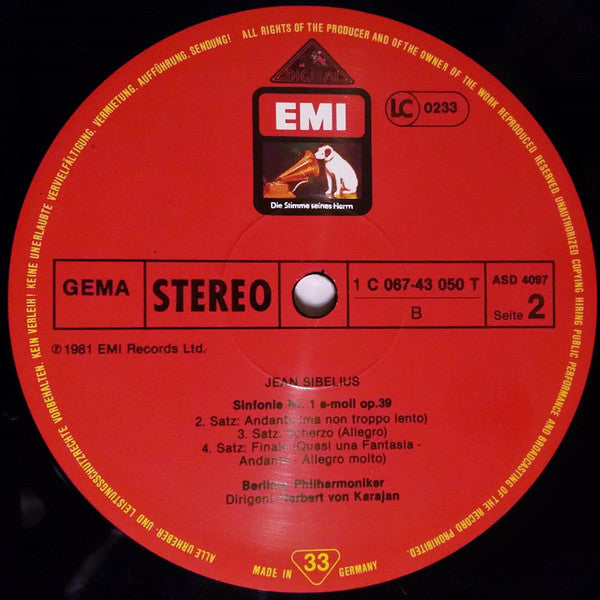 ALLE URHEBER- UND LEISTUNGSSCHUTZRECHTE VORBEHALTEN. KEIN VERLEIH! KEINE UNERLAUBTE VERVIELFÄLTIGUNG, VERMIETUNG, AUFFÜHRUNG, SENDUNG!
ALL RIGHTS OF THE PRODUCER AND OF THE OWNER OF THE WORK REPRODUCED RESERVED UNAUTHORIZED COPYING HIRING PUBLIC PERFORMANCE AND BROADCASTING OF THE RECORD PROHIBITED.
DIGITAL
EMI
LC 0233
Die Stimme seines Herrn
GEMA
STEREO
1 C 067-43 050 T
B
ASD 4097
Seite 2
℗ 1981 EMI Records Ltd.
JEAN SIBELIUS
Sinfonie Nr. 1 e-moll op.39
2. Satz: Andante (ma non troppo lento)
3. Satz: Scherzo (Allegro)
4. Satz: Finale (Quasi una Fantasia -
Andante - Allegro molto)
Berliner Philharmoniker
Dirigent: Herbert von Karajan
MADE IN 33 GERMANY